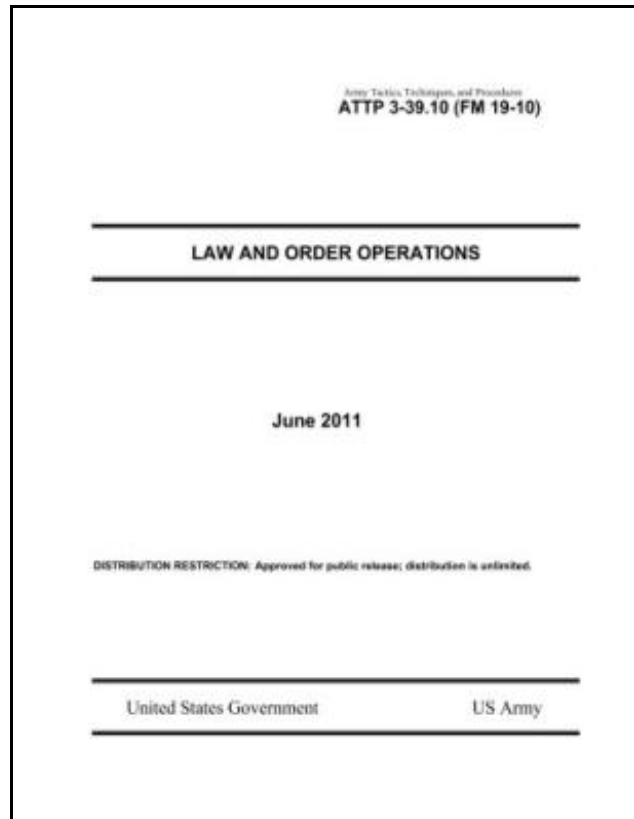 Army Tactics, Techniques, and Procedures
ATTP 3-39.10 (FM 19-10)
LAW AND ORDER OPERATIONS
June 2011
DISTRIBUTION RESTRICTION: Approved for public release; distribution is unlimited.
United States Government US Army